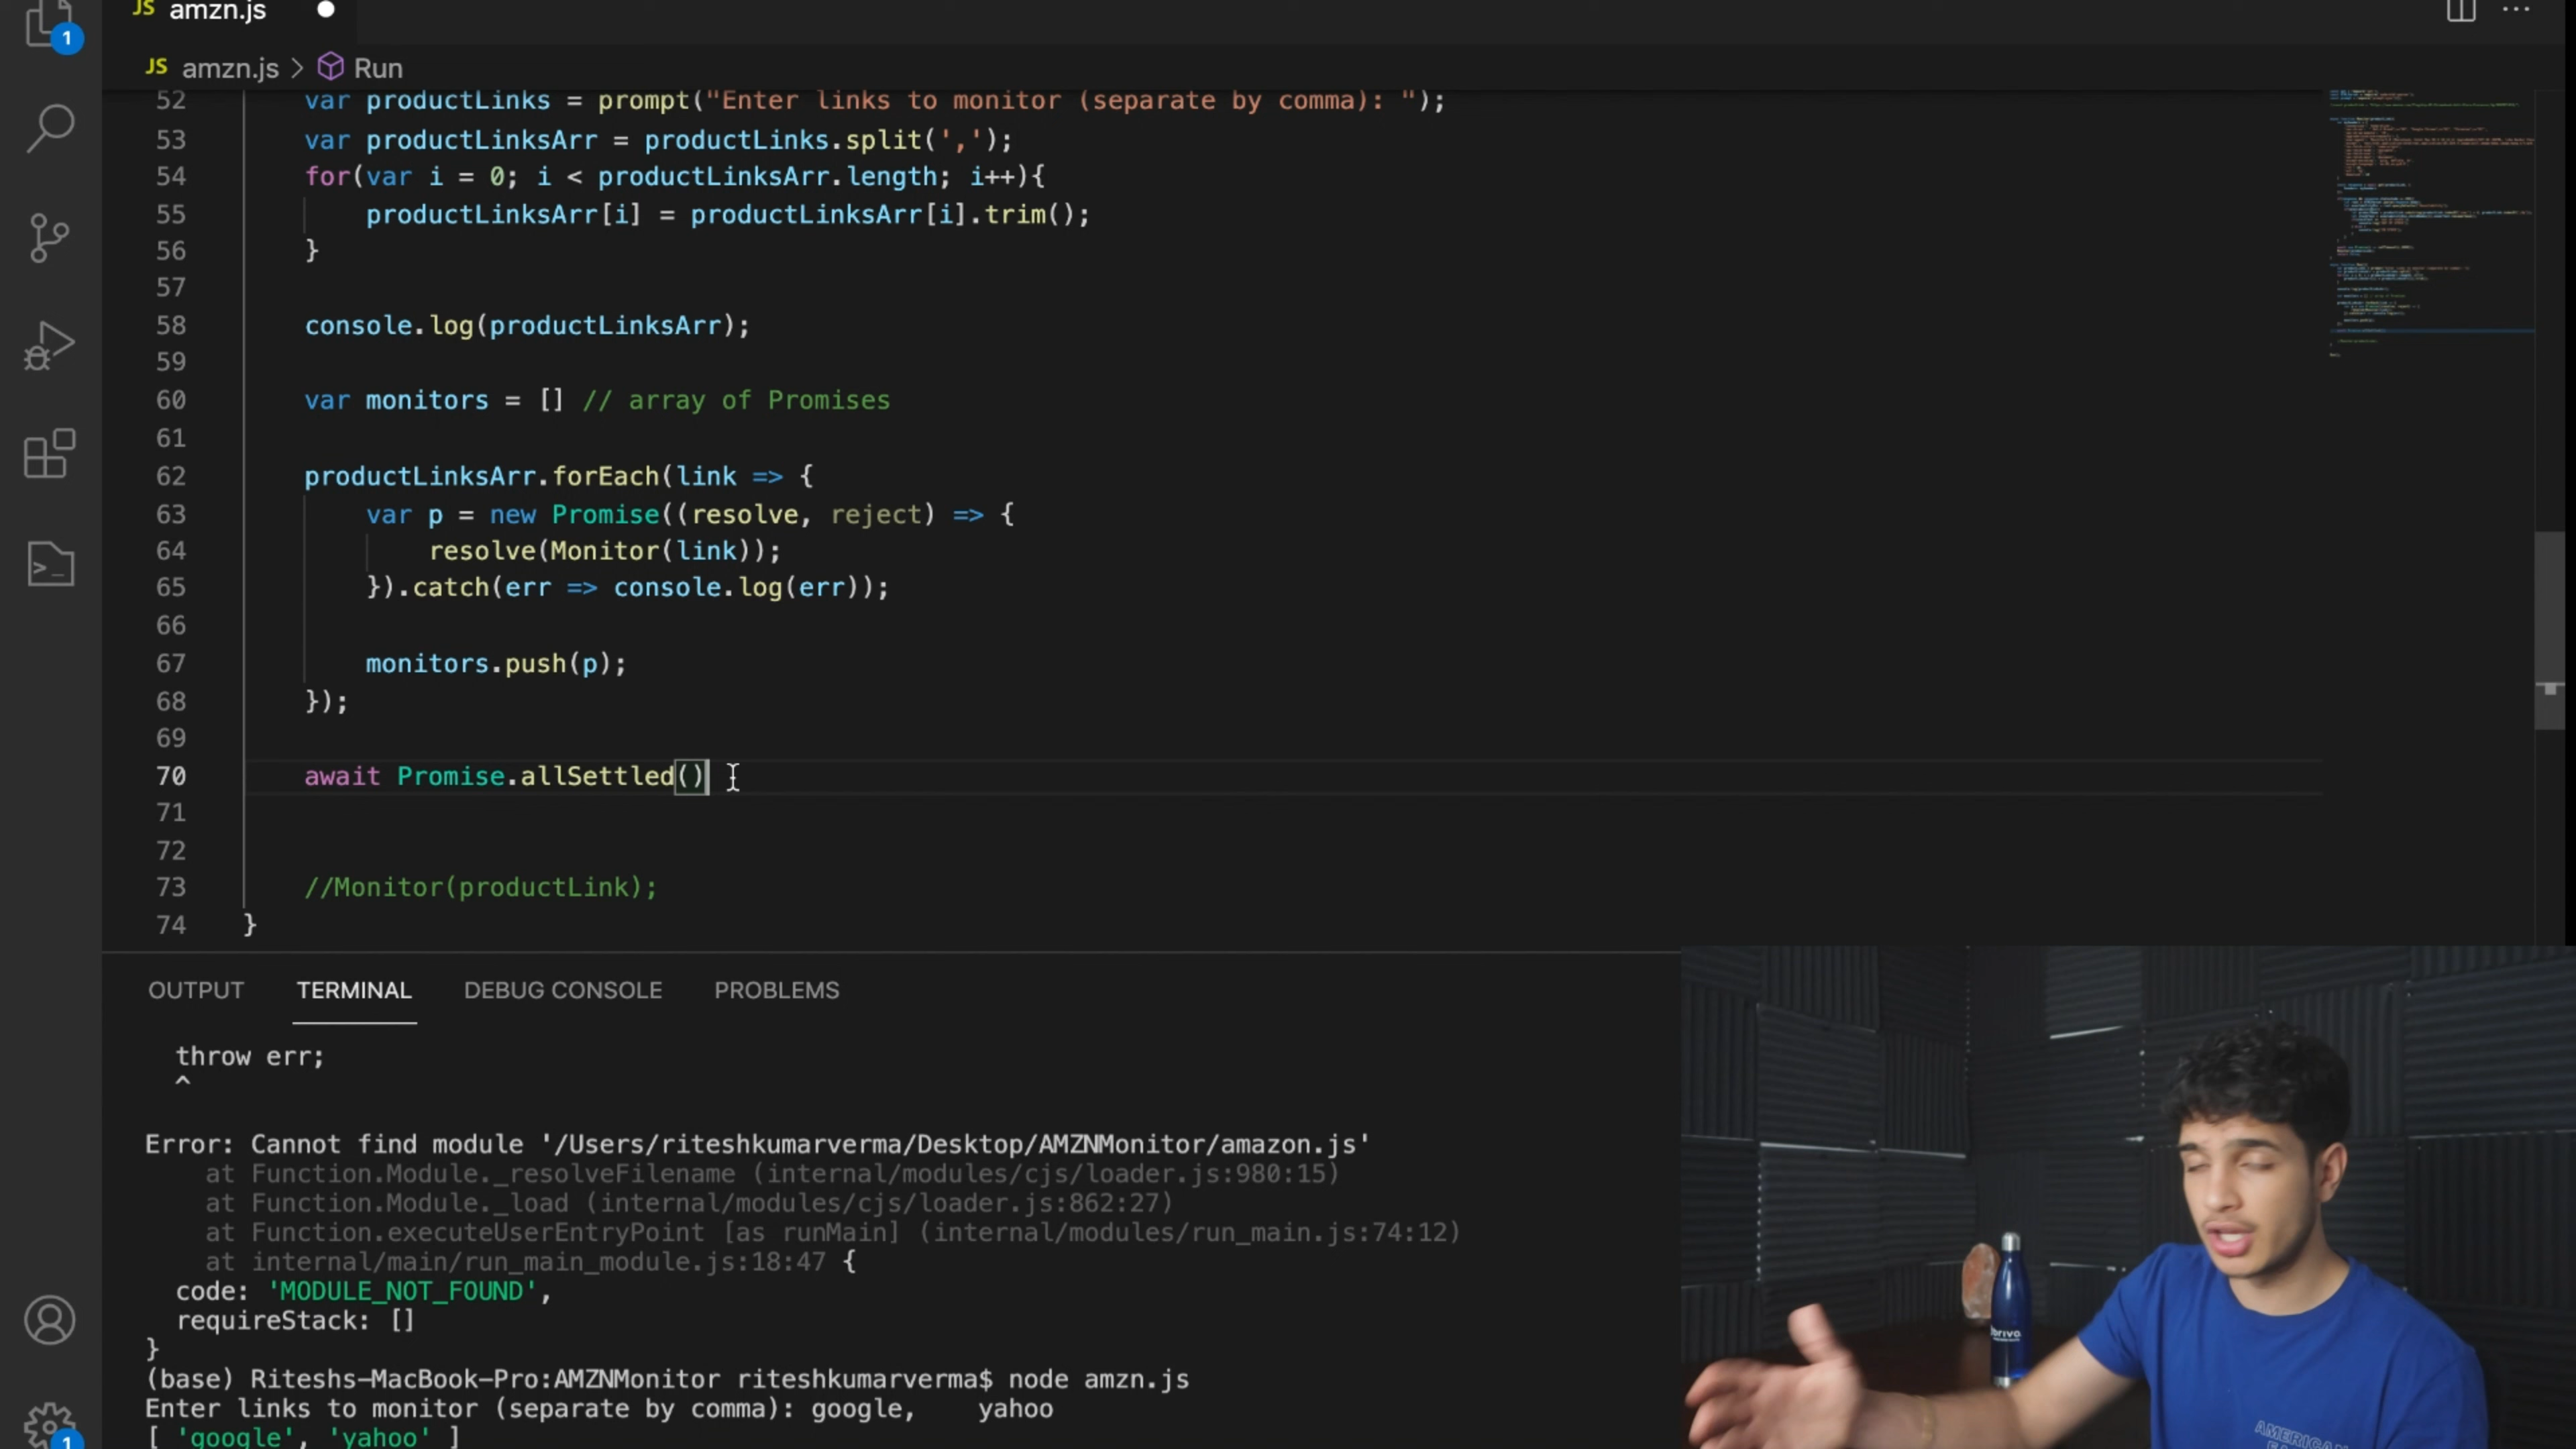 1
JS amzn.js
JS amzn.js > Run
52 var productLinks = prompt("Enter links to monitor (separate by comma): ");
53 var productLinksArr = productLinks.split(',');
54 for(var i = 0; i < productLinksArr.length; i++){
55 productLinksArr[i] = productLinksArr[i].trim();
56 }
57
58 console.log(productLinksArr);
59
60 var monitors = [] // array of Promises
61
62 productLinksArr.forEach(link => {
63 var p = new Promise((resolve, reject) => {
64 resolve(Monitor(link));
65 }).catch(err => console.log(err));
66
67 monitors.push(p);
68 });
69
70 await Promise.allSettled()
71
72
73 //Monitor(productLink);
74 }
OUTPUT TERMINAL DEBUG CONSOLE PROBLEMS
throw err;
^
Error: Cannot find module '/Users/riteshkumarverma/Desktop/AMZNMonitor/amazon.js'
at Function.Module._resolveFilename (internal/modules/cjs/loader.js:980:15)
at Function.Module._load (internal/modules/cjs/loader.js:862:27)
at Function.executeUserEntryPoint [as runMain] (internal/modules/run_main.js:74:12)
at internal/main/run_main_module.js:18:47 {
code: 'MODULE_NOT_FOUND',
requireStack: []
}
(base) Riteshs-MacBook-Pro:AMZNMonitor riteshkumarverma$ node amzn.js
Enter links to monitor (separate by comma): google,    yahoo
[ 'google', 'yahoo' ]
1
AMERICAN